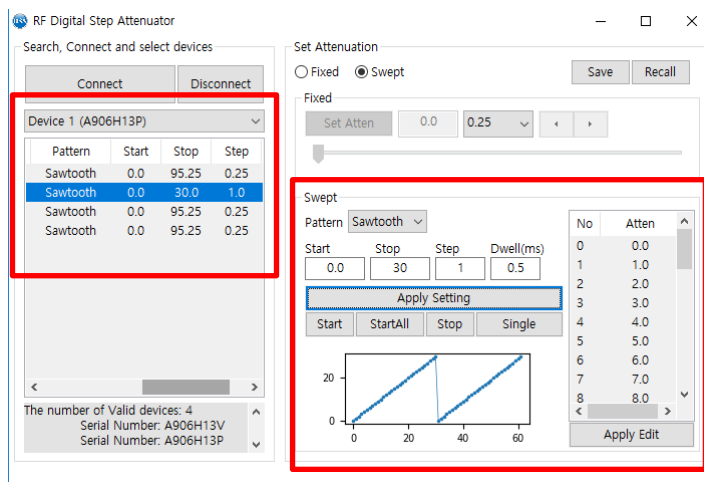 RF Digital Step Attenuator
Search, Connect and select devices
Connect Disconnect
Device 1 (A906H13P)
Pattern Start Stop Step
Sawtooth 0.0 95.25 0.25
Sawtooth 0.0 30.0 1.0
Sawtooth 0.0 95.25 0.25
Sawtooth 0.0 95.25 0.25
The number of Valid devices: 4
Serial Number: A906H13V
Serial Number: A906H13P
Set Attenuation
Fixed Swept Save Recall
Fixed
Set Atten 0.0 0.25
Swept
Pattern Sawtooth
Start Stop Step Dwell(ms)
0.0 30 1 0.5
Apply Setting
Start StartAll Stop Single
20
0
0 20 40 60
No Atten
0 0.0
1 1.0
2 2.0
3 3.0
4 4.0
5 5.0
6 6.0
7 7.0
8 8.0
Apply Edit